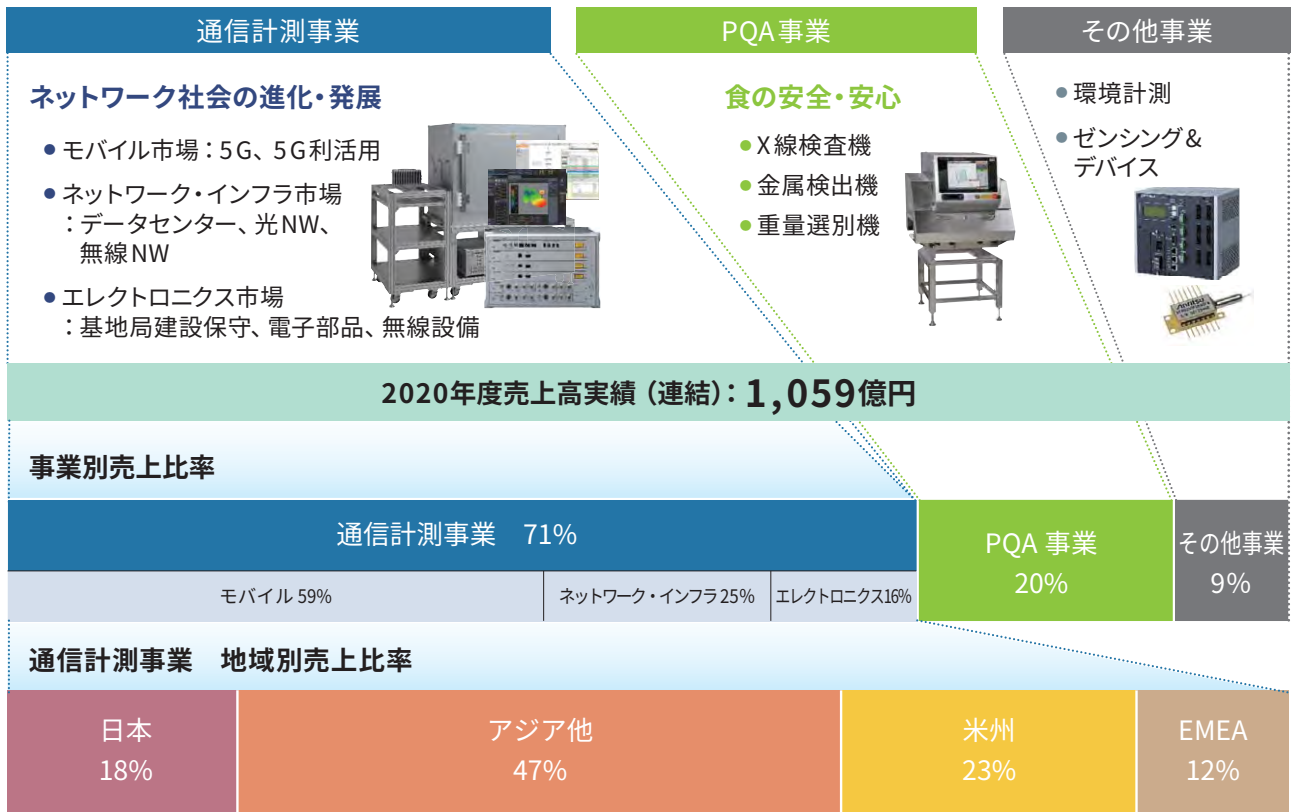 通信計測事業
PQA事業
その他事業
ネットワーク社会の進化・発展
●モバイル市場：5G、5G利活用
●ネットワーク・インフラ市場
：データセンター、光NW、
無線NW
●エレクトロニクス市場
：基地局建設保守、電子部品、無線設備
食の安全・安心
●X線検査機
●金属検出機
●重量選別機
●環境計測
●ゼンシング&
デバイス
Anritsu
2020年度売上高実績（連結）：1,059億円
事業別売上比率
通信計測事業　71%
PQA 事業
20%
その他事業
9%
モバイル 59%
ネットワーク・インフラ 25%
エレクトロニクス16%
通信計測事業　地域別売上比率
日本
18%
アジア他
47%
米州
23%
EMEA
12%